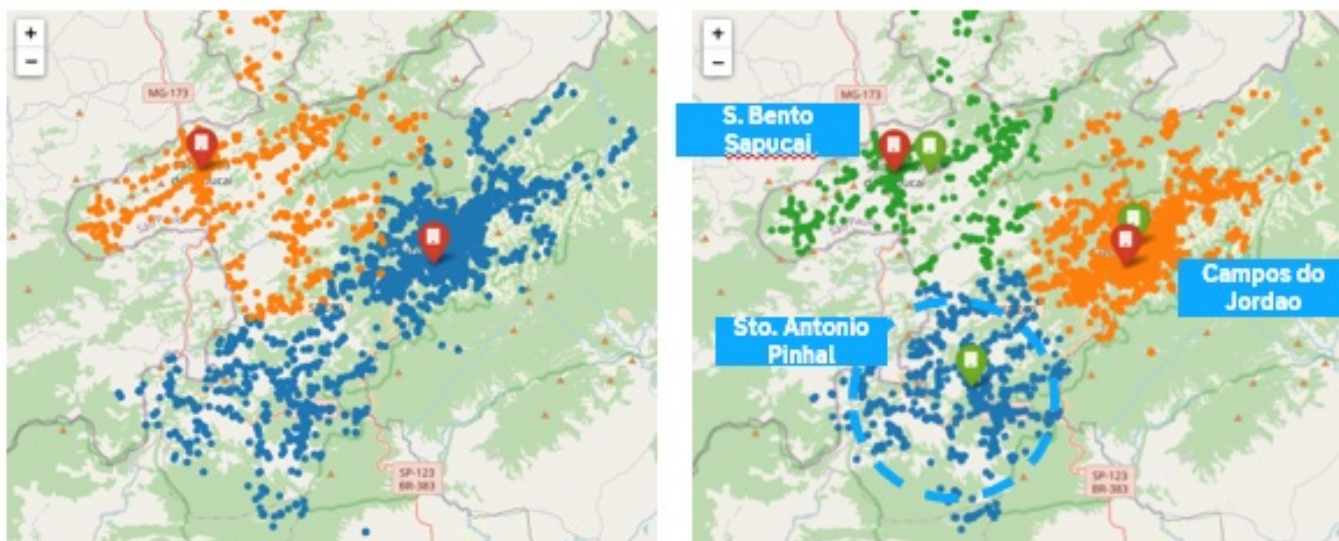 +
−
MG-173
SP-123
BR-383
+
−
MG-173
S. Bento
Sapucai
Campos do
Jordao
Sto. Antonio
Pinhal
SP-123
BR-383